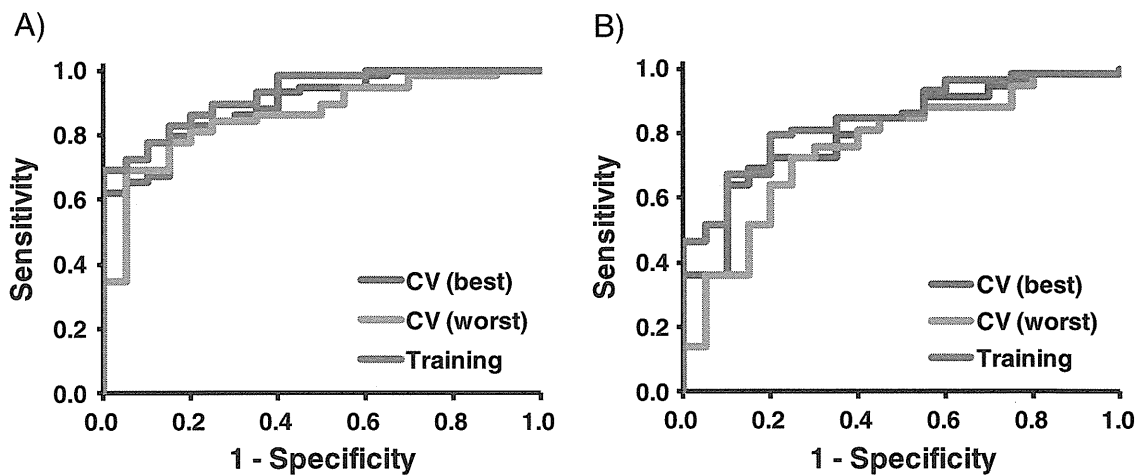 A)
1.0
0.8
0.6
0.4
0.2
0.0
Sensitivity
CV (best)
CV (worst)
Training
0.0 0.2 0.4 0.6 0.8 1.0
1 - Specificity
B)
1.0
0.8
0.6
0.4
0.2
0.0
Sensitivity
CV (best)
CV (worst)
Training
0.0 0.2 0.4 0.6 0.8 1.0
1 - Specificity